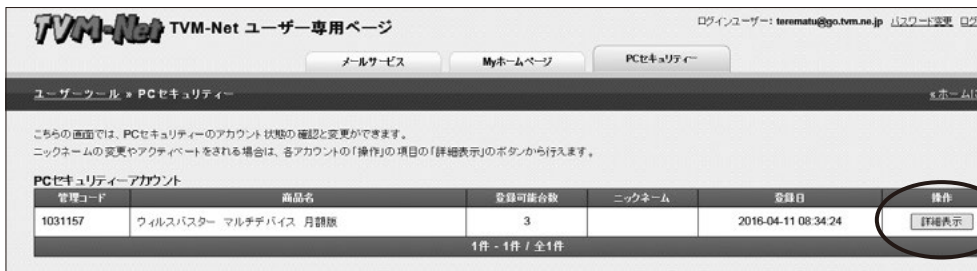 TVM-Net TVM-Net ユーザー専用ページ
ログインユーザー: terematu@go.tvm.ne.jp パスワード変更 ログ
メールサービス Myホームページ PCセキュリティー
ユーザーツール » PCセキュリティー «ホームに
こちらの画面では、PCセキュリティーのアカウント状態の確認と変更ができます。
ニックネームの変更やアクティベートをされる場合は、各アカウントの「操作」の項目の「詳細表示」のボタンから行えます。
PCセキュリティーアカウント
管理コード 商品名 登録可能台数 ニックネーム 登録日 操作
1031157 ウィルスバスター マルチデバイス 月額版 3 2016-04-11 08:34:24 詳細表示
1件 - 1件 / 全1件